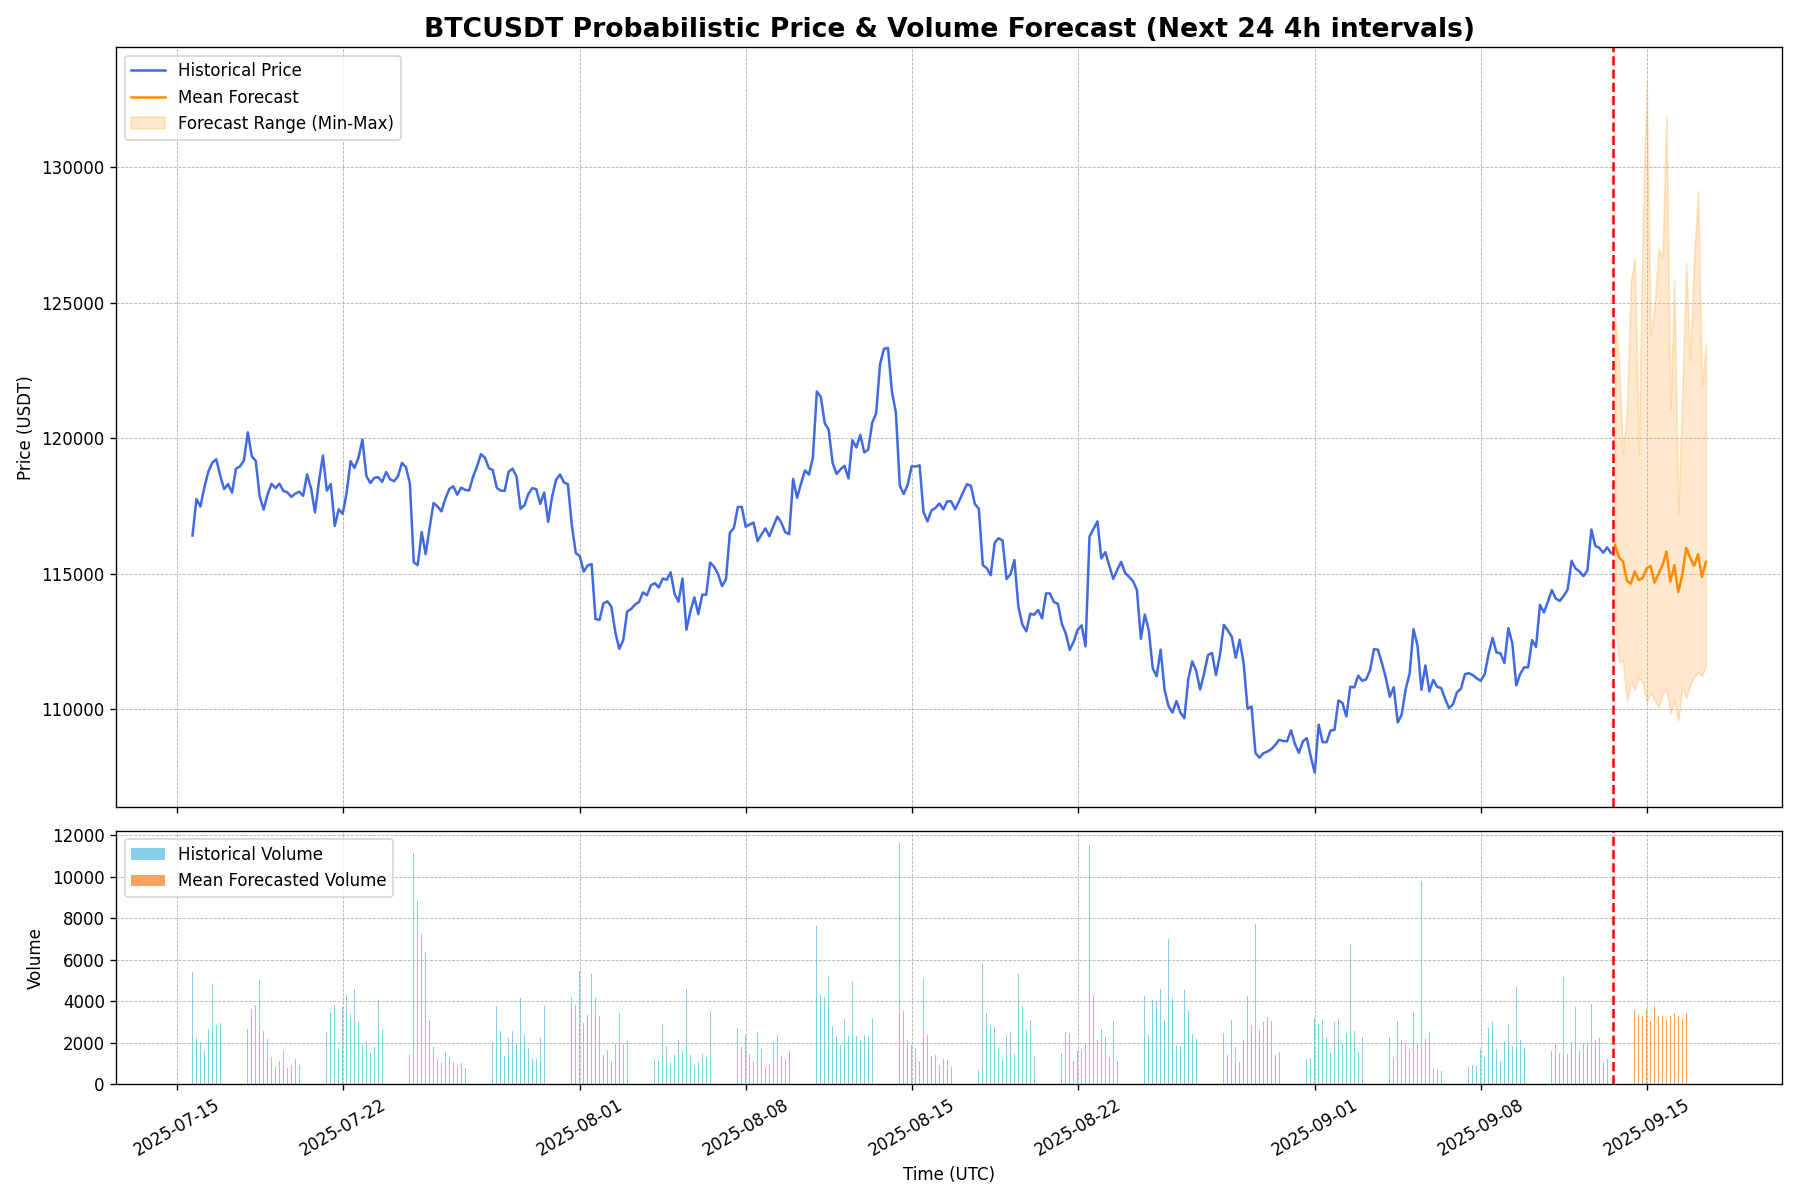 BTCUSDT Probabilistic Price & Volume Forecast (Next 24 4h intervals)
Historical Price
Mean Forecast
Forecast Range (Min-Max)
130000
125000
120000
115000
110000
Price (USDT)
Historical Volume
Mean Forecasted Volume
12000
10000
8000
6000
4000
2000
0
Volume
2025-07-15
2025-07-22
2025-08-01
2025-08-08
2025-08-15
2025-08-22
2025-09-01
2025-09-08
2025-09-15
Time (UTC)